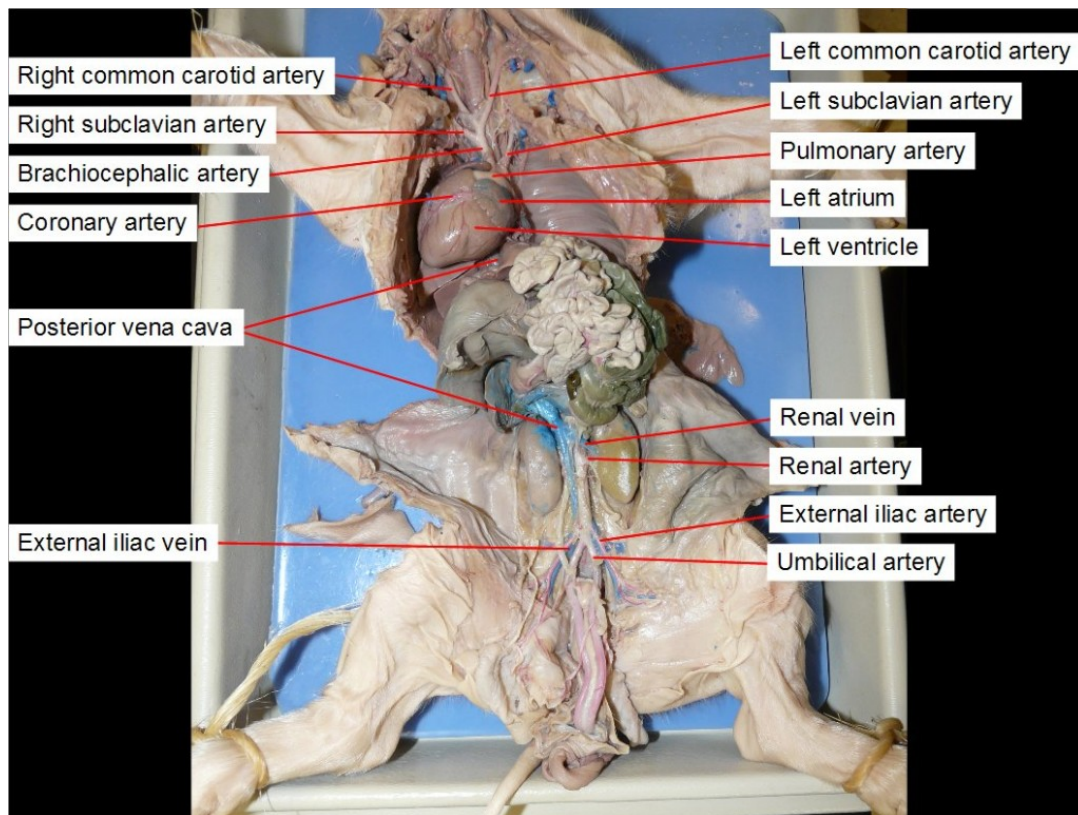 Right common carotid artery
Right subclavian artery
Brachiocephalic artery
Coronary artery
Posterior vena cava
External iliac vein
Left common carotid artery
Left subclavian artery
Pulmonary artery
Left atrium
Left ventricle
Renal vein
Renal artery
External iliac artery
Umbilical artery